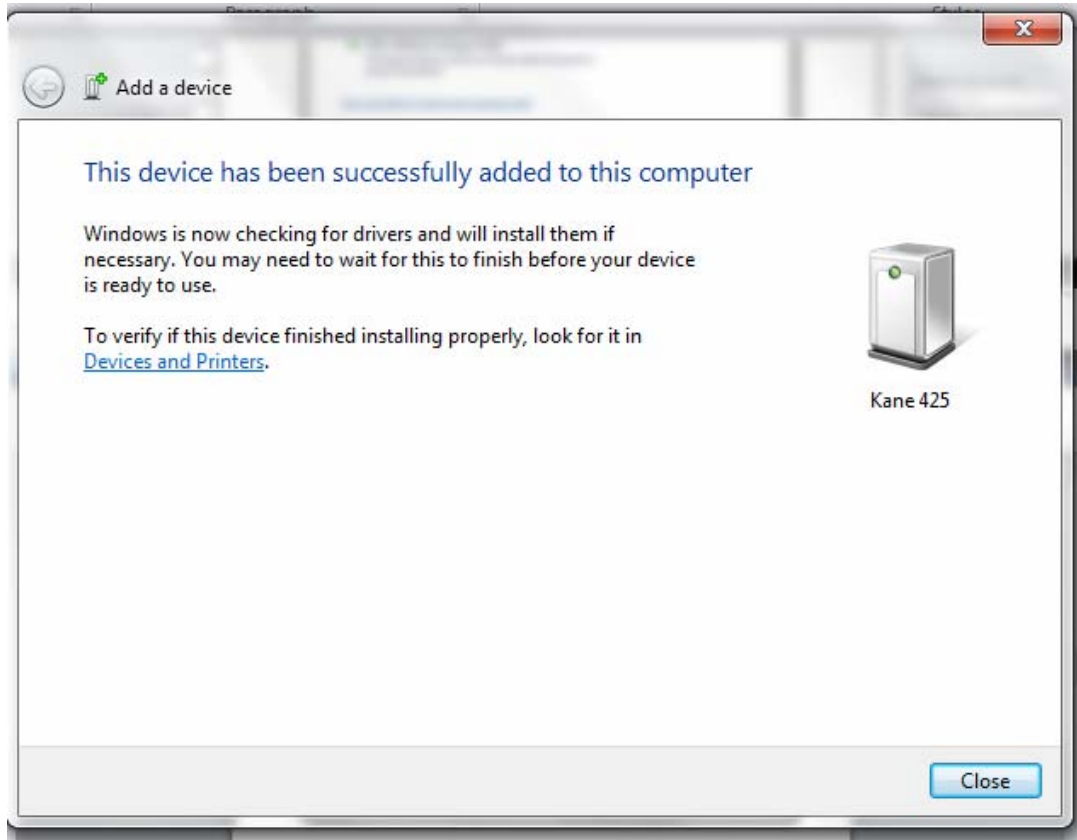 Paragraph
Styles
Add a device
This device has been successfully added to this computer
Windows is now checking for drivers and will install them if
necessary. You may need to wait for this to finish before your device
is ready to use.
To verify if this device finished installing properly, look for it in
Devices and Printers.
Kane 425
Close